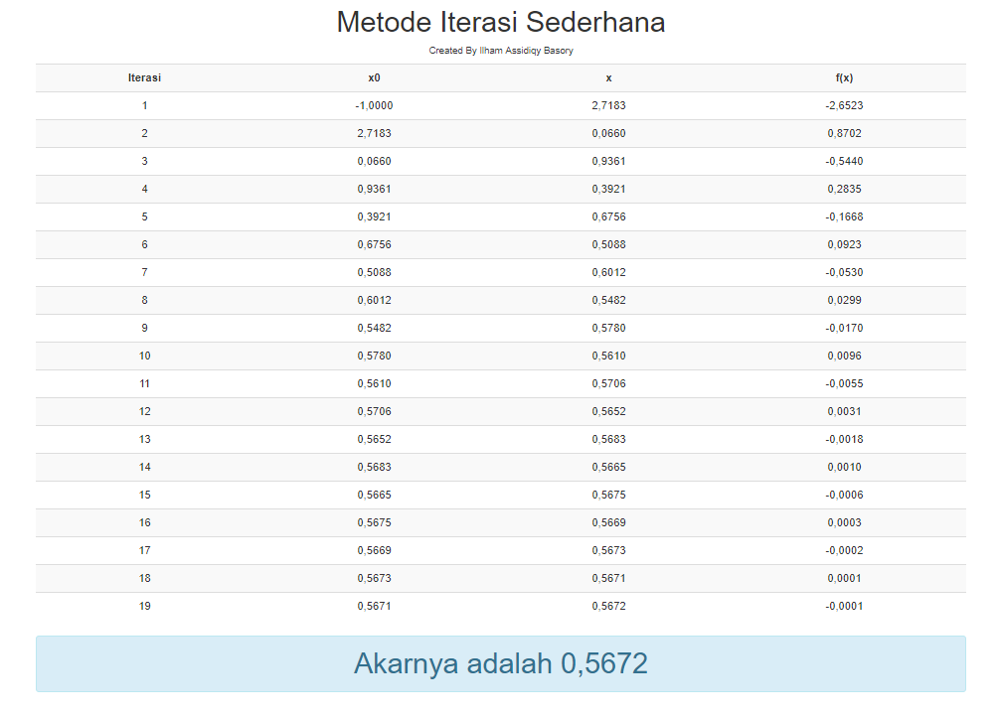 Metode Iterasi Sederhana
Created By Ilham Assidiqy Basory
Iterasi x0 x f(x)
1 -1,0000 2,7183 -2,6523
2 2,7183 0,0660 0,8702
3 0,0660 0,9361 -0,5440
4 0,9361 0,3921 0,2835
5 0,3921 0,6756 -0,1668
6 0,6756 0,5088 0,0923
7 0,5088 0,6012 -0,0530
8 0,6012 0,5482 0,0299
9 0,5482 0,5780 -0,0170
10 0,5780 0,5610 0,0096
11 0,5610 0,5706 -0,0055
12 0,5706 0,5652 0,0031
13 0,5652 0,5683 -0,0018
14 0,5683 0,5665 0,0010
15 0,5665 0,5675 -0,0006
16 0,5675 0,5669 0,0003
17 0,5669 0,5673 -0,0002
18 0,5673 0,5671 0,0001
19 0,5671 0,5672 -0,0001
Akarnya adalah 0,5672